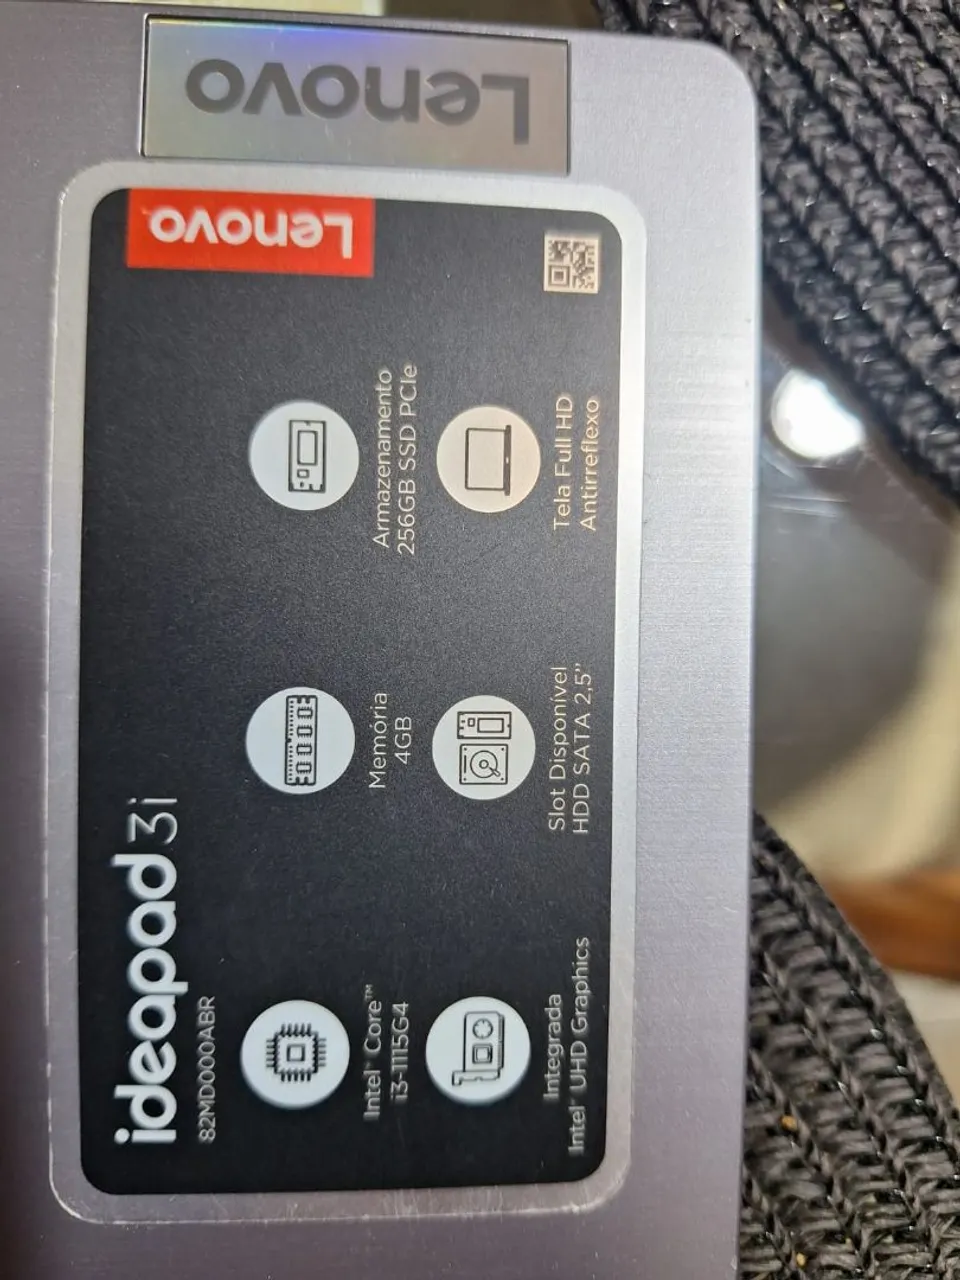 Lenovo
Lenovo
ideapad 3i
82MD000ABR
Intel® Core™
i3-1115G4
Memória
4GB
Armazenamento
256GB SSD PCIe
Integrada
Intel® UHD Graphics
Slot Disponível
HDD SATA 2,5"
Tela Full HD
Antirreflexo